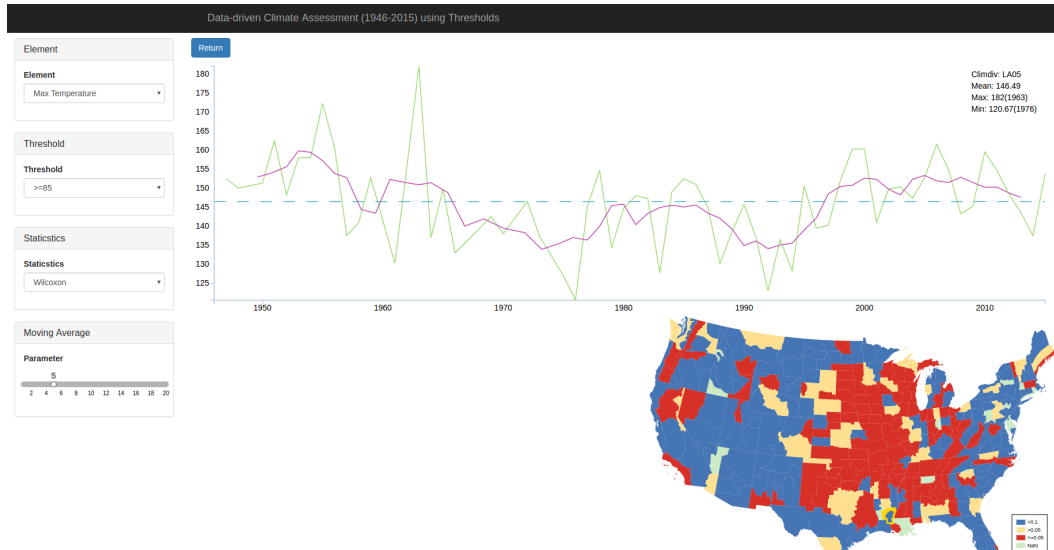 Data-driven Climate Assessment (1946-2015) using Thresholds
Element
Element
Max Temperature
Threshold
Threshold
>=85
Staticstics
Statiscstics
Wilcoxon
Moving Average
Parameter
5
2 4 6 8 10 12 14 16 18 20
Return
180
175
170
165
160
155
150
145
140
135
130
125
1950 1960 1970 1980 1990 2000 2010
Climdiv: LA05
Mean: 146.49
Max: 182(1963)
Min: 120.67(1976)
>0.1
>0.05
<=0.05
NaN